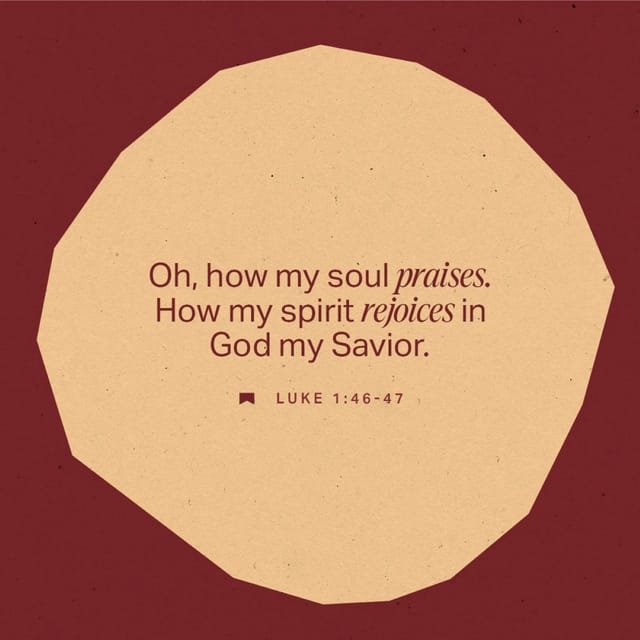 Oh, how my soul praises.
How my spirit rejoices in
God my Savior.
LUKE 1:46-47